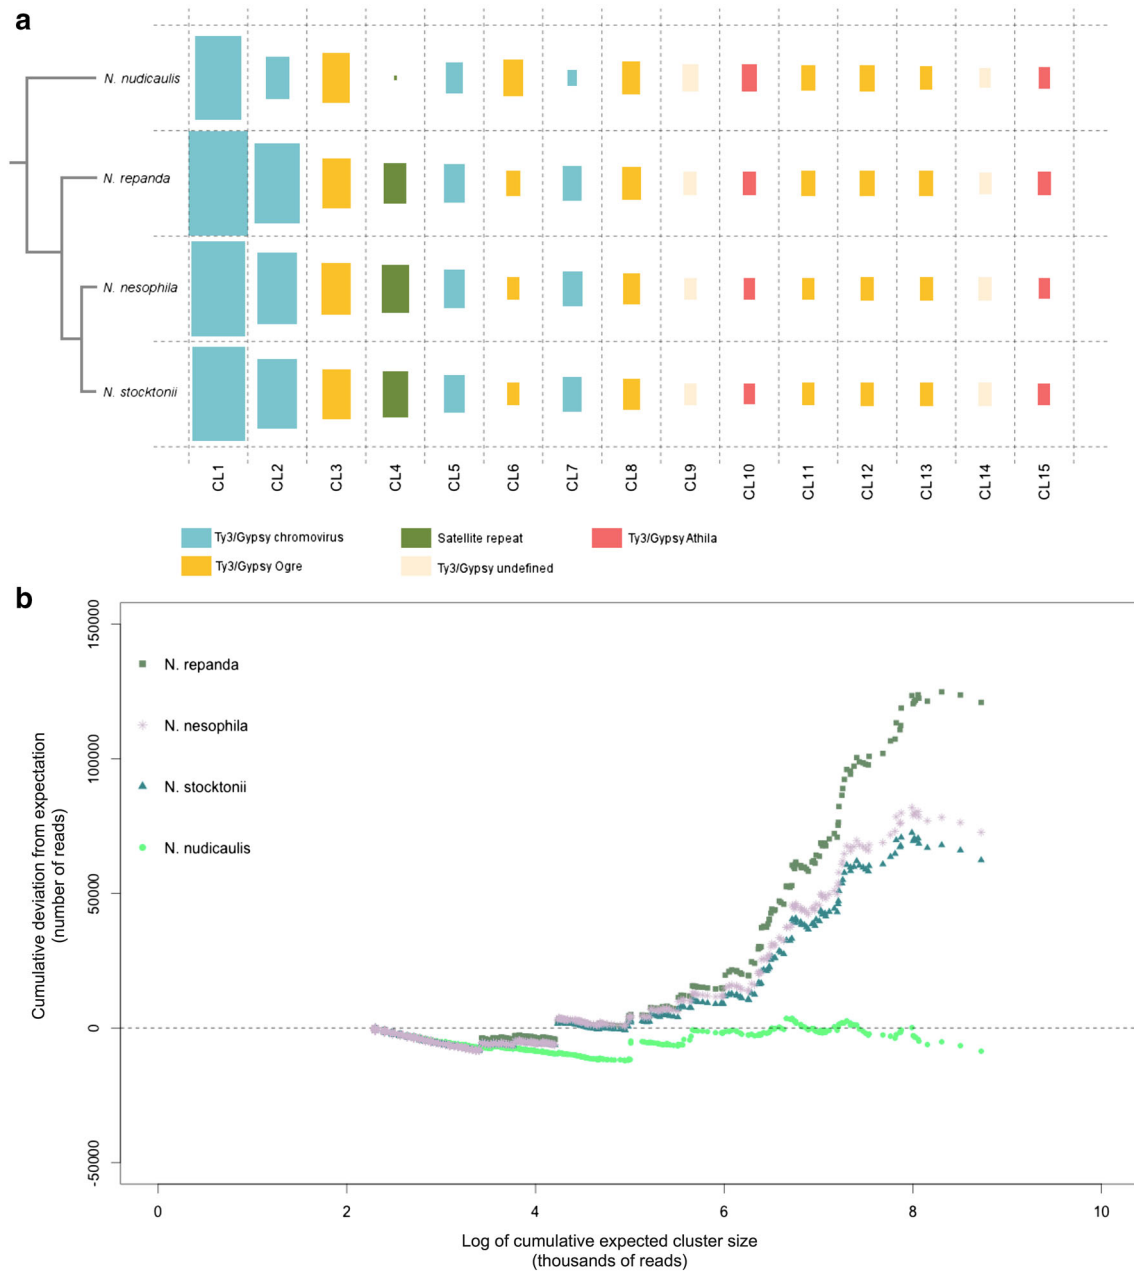 a
N. nudicaulis
N. repanda
N. nesophila
N. stocktonii
CL1 CL2 CL3 CL4 CL5 CL6 CL7 CL8 CL9 CL10 CL11 CL12 CL13 CL14 CL15
Ty3/Gypsy chromovirus Satellite repeat Ty3/Gypsy Athila
Ty3/Gypsy Ogre Ty3/Gypsy undefined
b
Cumulative deviation from expectation
(number of reads)
150000
100000
50000
0
-50000
N. repanda
N. nesophila
N. stocktonii
N. nudicaulis
0 2 4 6 8 10
Log of cumulative expected cluster size
(thousands of reads)